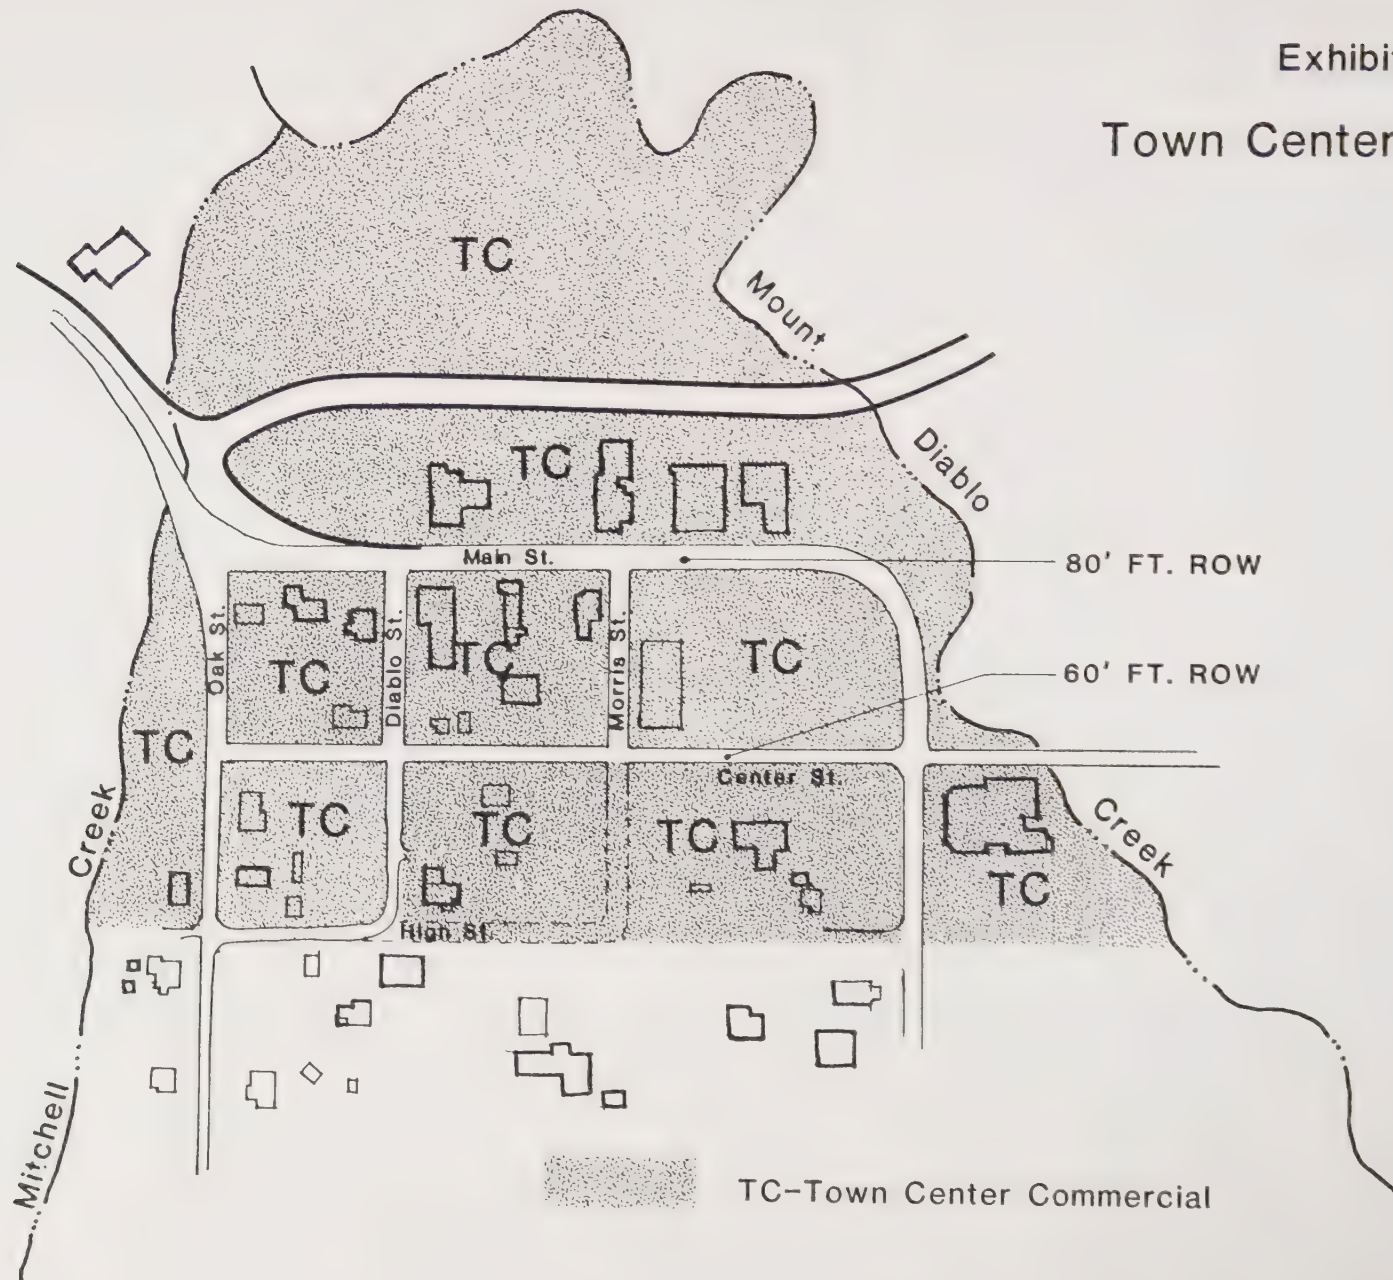 Exhibit
Town Center
TC
Mount
Diablo
TC
Main St.
80' FT. ROW
Oak St.
TC
Diablo St.
TC
Morris St.
TC
60' FT. ROW
TC
Center St.
Creek
TC
TC
TC
TC
Creek
High St.
Mitchell
TC-Town Center Commercial